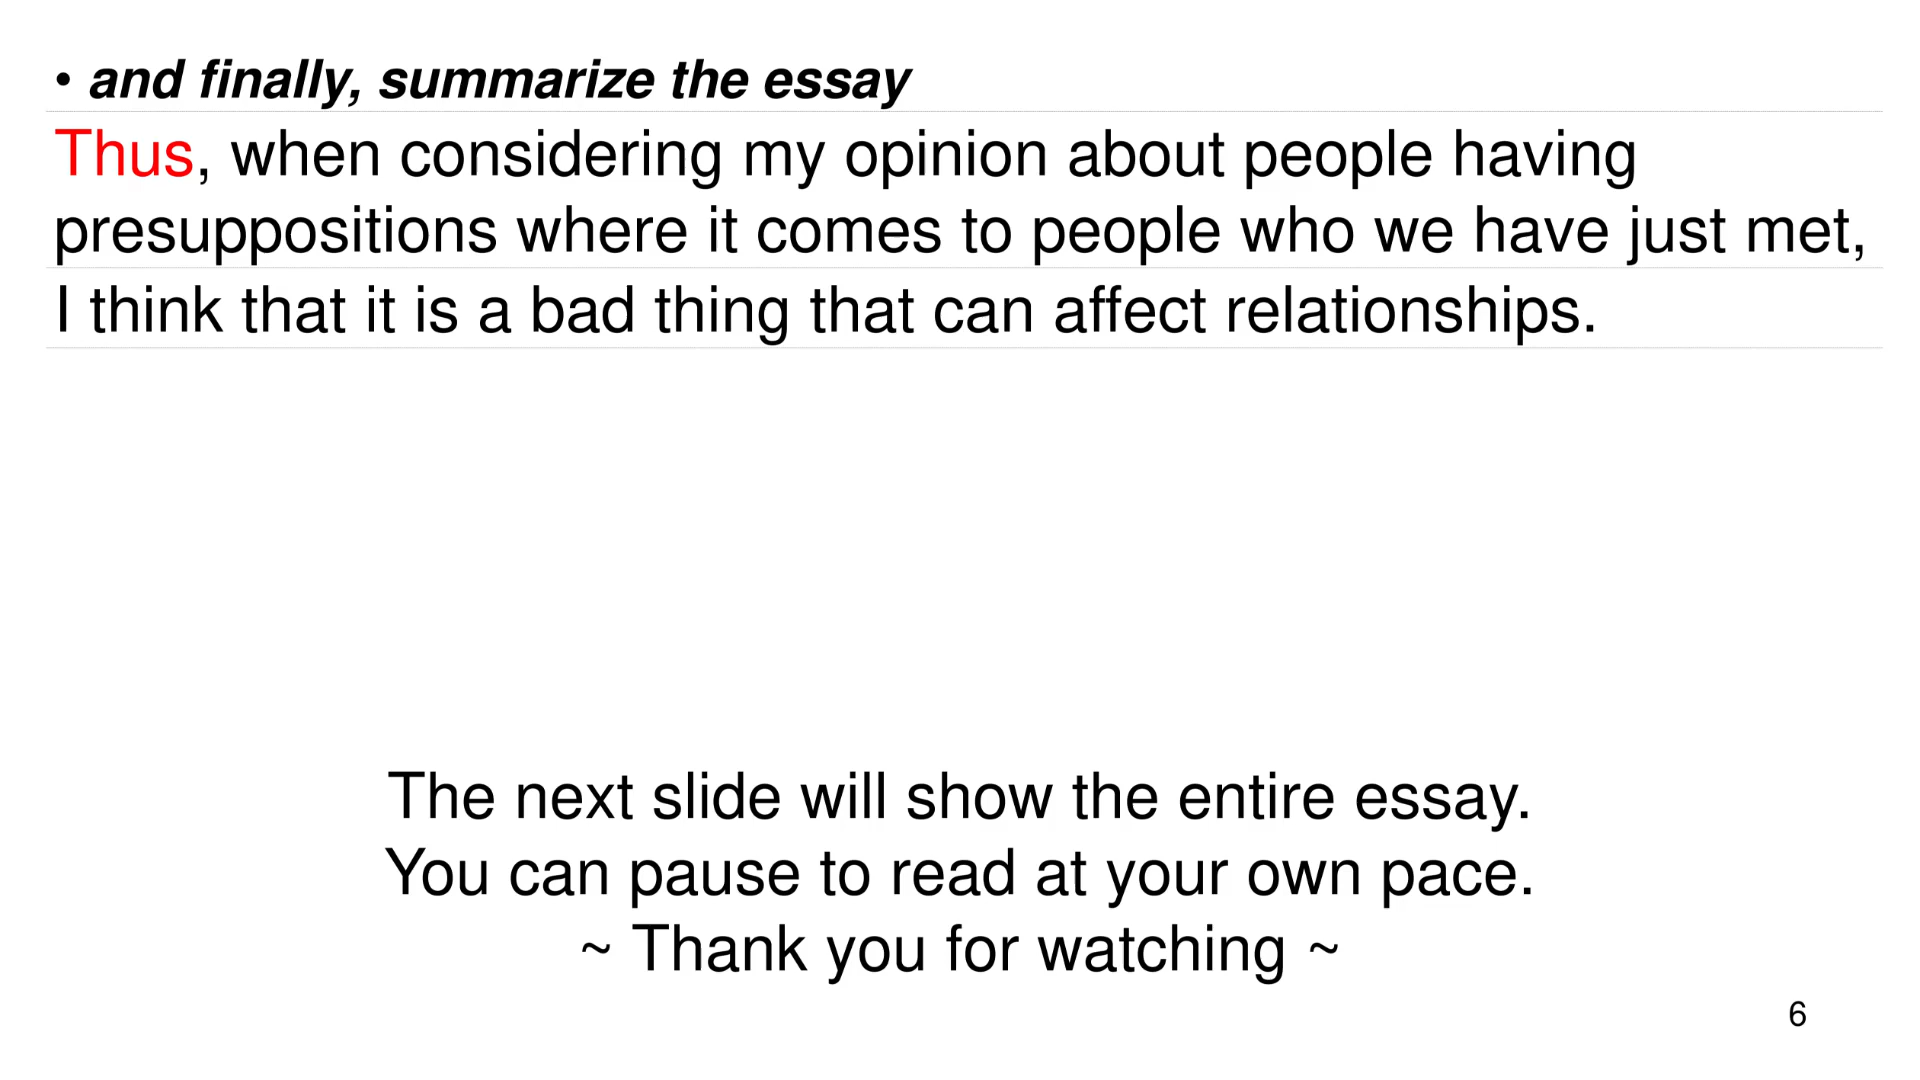 • and finally, summarize the essay
Thus, when considering my opinion about people having
presuppositions where it comes to people who we have just met,
I think that it is a bad thing that can affect relationships.
The next slide will show the entire essay.
You can pause to read at your own pace.
~ Thank you for watching ~
6